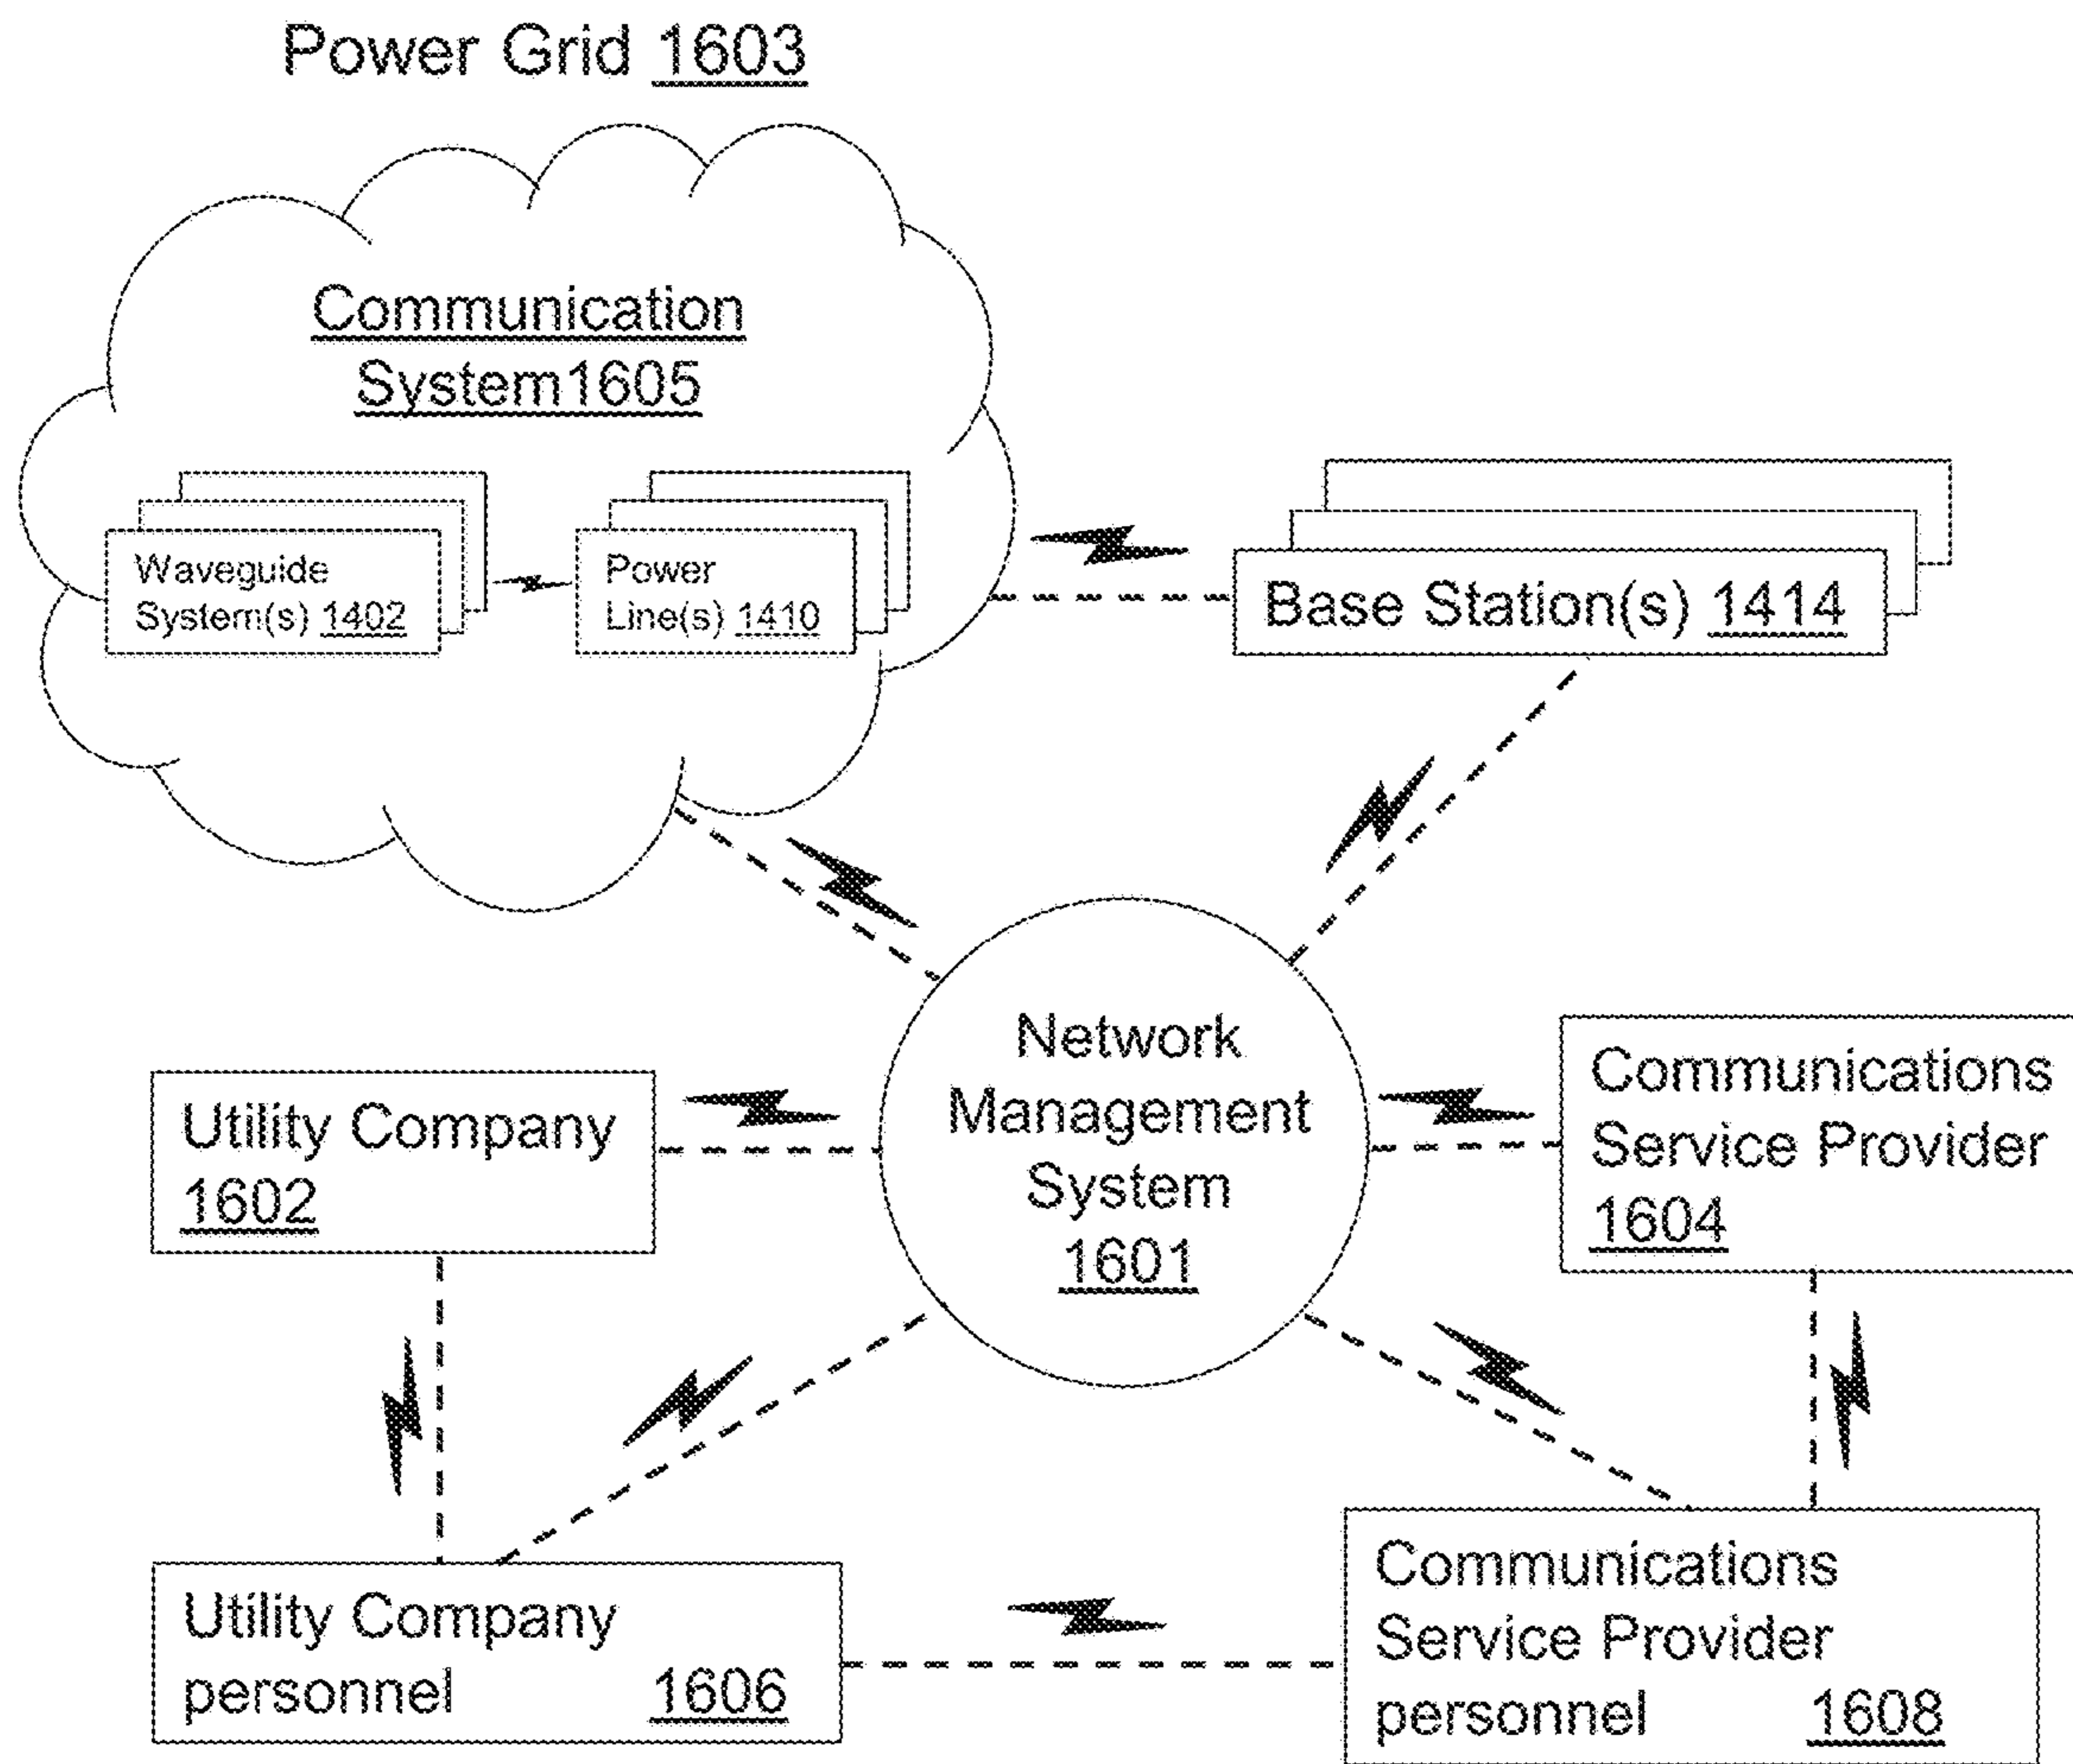 Power Grid 1603
Communication
System1605
Waveguide
System(s) 1402
Power
Line(s) 1410
Base Station(s) 1414
Network
Management
System
1601
Utility Company
1602
Communications
Service Provider
1604
Utility Company
personnel 1606
Communications
Service Provider
personnel 1608